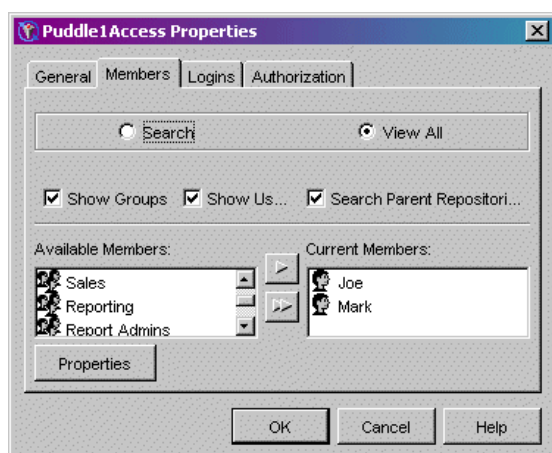 Puddle1Access Properties
General Members Logins Authorization
Search View All
Show Groups Show Us... Search Parent Repositori...
Available Members: Current Members:
Sales Joe
Reporting Mark
Report Admins
Properties
OK Cancel Help